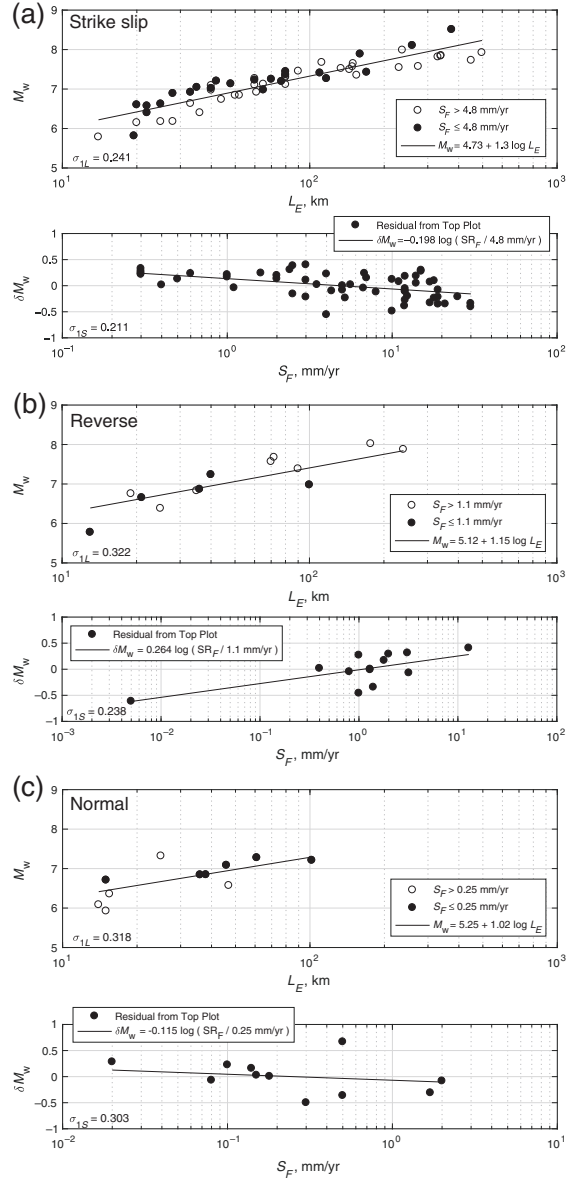 (a)
Strike slip
9
8
7
6
5
M_w
S_F > 4.8 mm/yr
S_F ≤ 4.8 mm/yr
M_w = 4.73 + 1.3 log L_E
σ_1L = 0.241
10^1 10^2 10^3
L_E, km
Residual from Top Plot
δM_w = -0.198 log ( SR_F / 4.8 mm/yr )
1
0.5
0
-0.5
-1
δM_w
σ_1S = 0.211
10^-1 10^0 10^1 10^2
S_F, mm/yr
(b)
Reverse
9
8
7
6
5
M_w
S_F > 1.1 mm/yr
S_F ≤ 1.1 mm/yr
M_w = 5.12 + 1.15 log L_E
σ_1L = 0.322
10^1 10^2 10^3
L_E, km
Residual from Top Plot
δM_w = 0.264 log ( SR_F / 1.1 mm/yr )
1
0.5
0
-0.5
-1
δM_w
σ_1S = 0.238
10^-3 10^-2 10^-1 10^0 10^1 10^2
S_F, mm/yr
(c)
Normal
9
8
7
6
5
M_w
S_F > 0.25 mm/yr
S_F ≤ 0.25 mm/yr
M_w = 5.25 + 1.02 log L_E
σ_1L = 0.318
10^1 10^2 10^3
L_E, km
Residual from Top Plot
δM_w = -0.115 log ( SR_F / 0.25 mm/yr )
1
0.5
0
-0.5
-1
δM_w
σ_1S = 0.303
10^-2 10^-1 10^0 10^1
S_F, mm/yr